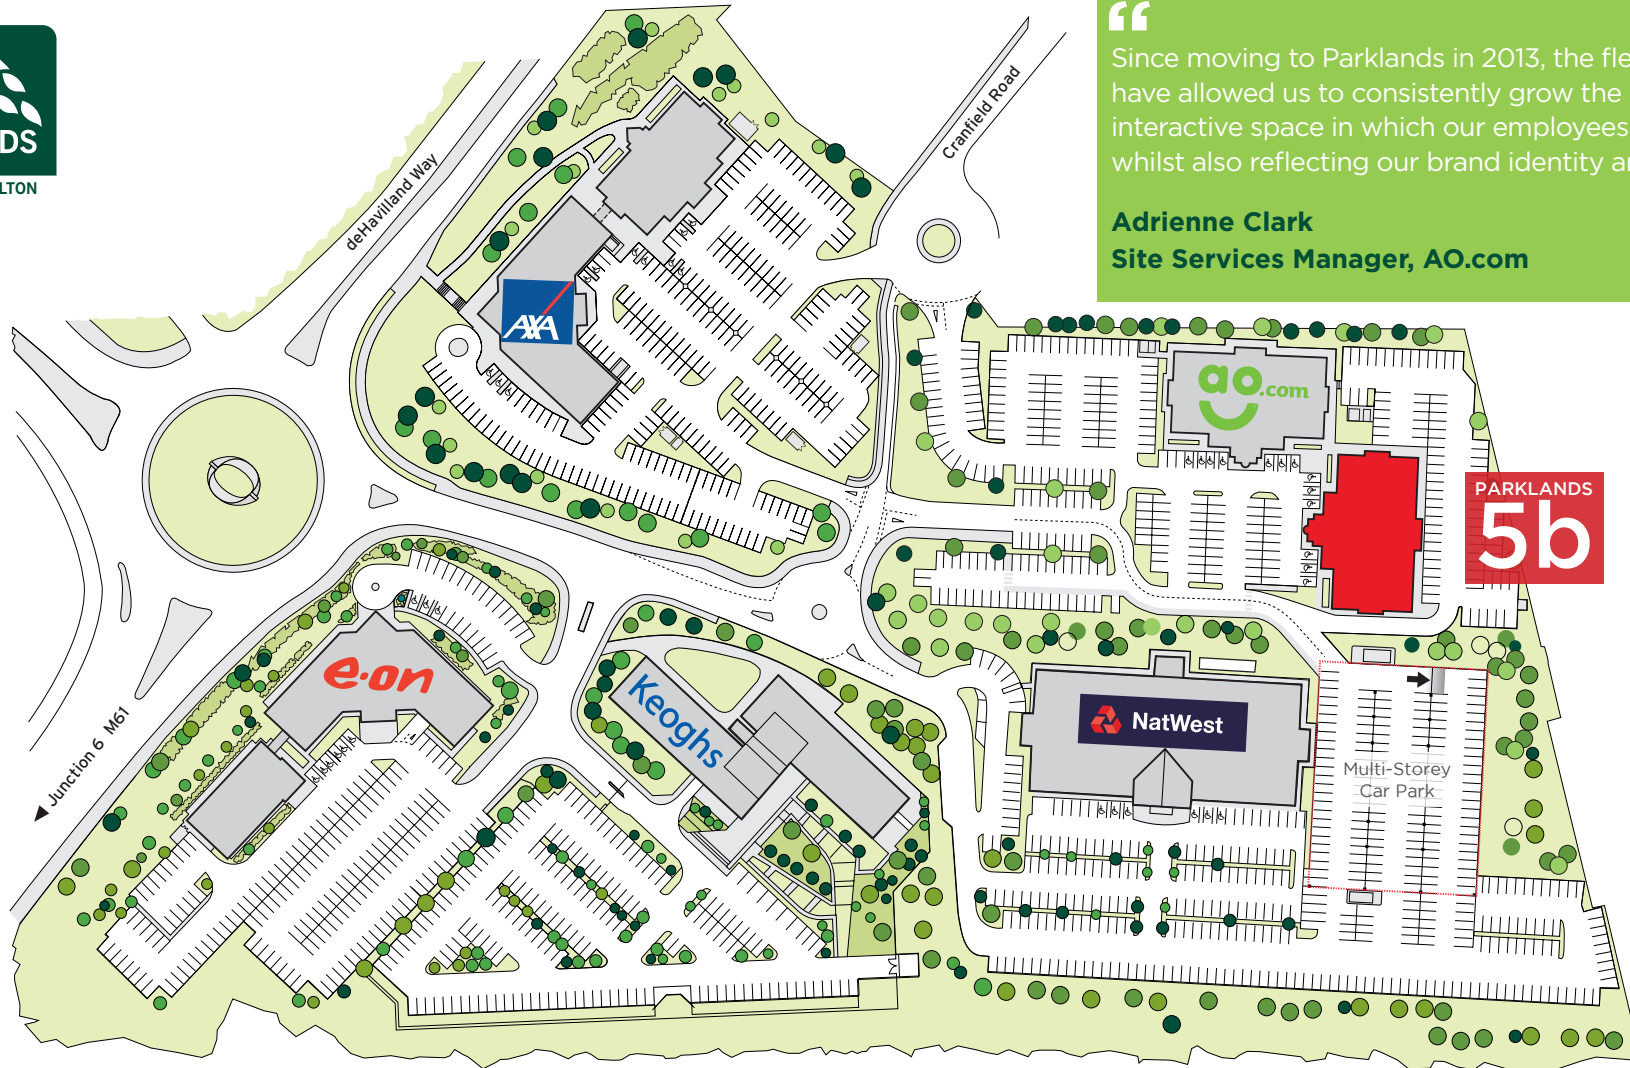 DS
LTON
“
Since moving to Parklands in 2013, the
have allowed us to consistently grow the
interactive space in which our employees
whilst also reflecting our brand identity
Adrienne Clark
Site Services Manager, AO.com
deHavilland Way
Cranfield Road
AXA
ao.com
PARKLANDS
5b
e·on
Keoghs
NatWest
Multi-Storey
Car Park
Junction 6 M61